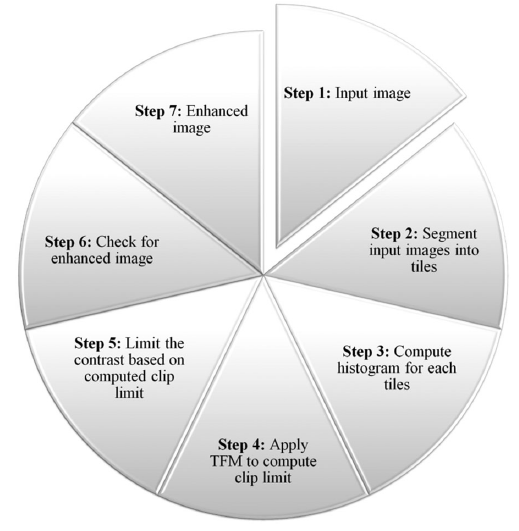 Step 1: Input image
Step 2: Segment
input images into
tiles
Step 3: Compute
histogram for each
tiles
Step 4: Apply
TFM to compute
clip limit
Step 5: Limit the
contrast based on
computed clip
limit
Step 6: Check for
enhanced image
Step 7: Enhanced
image